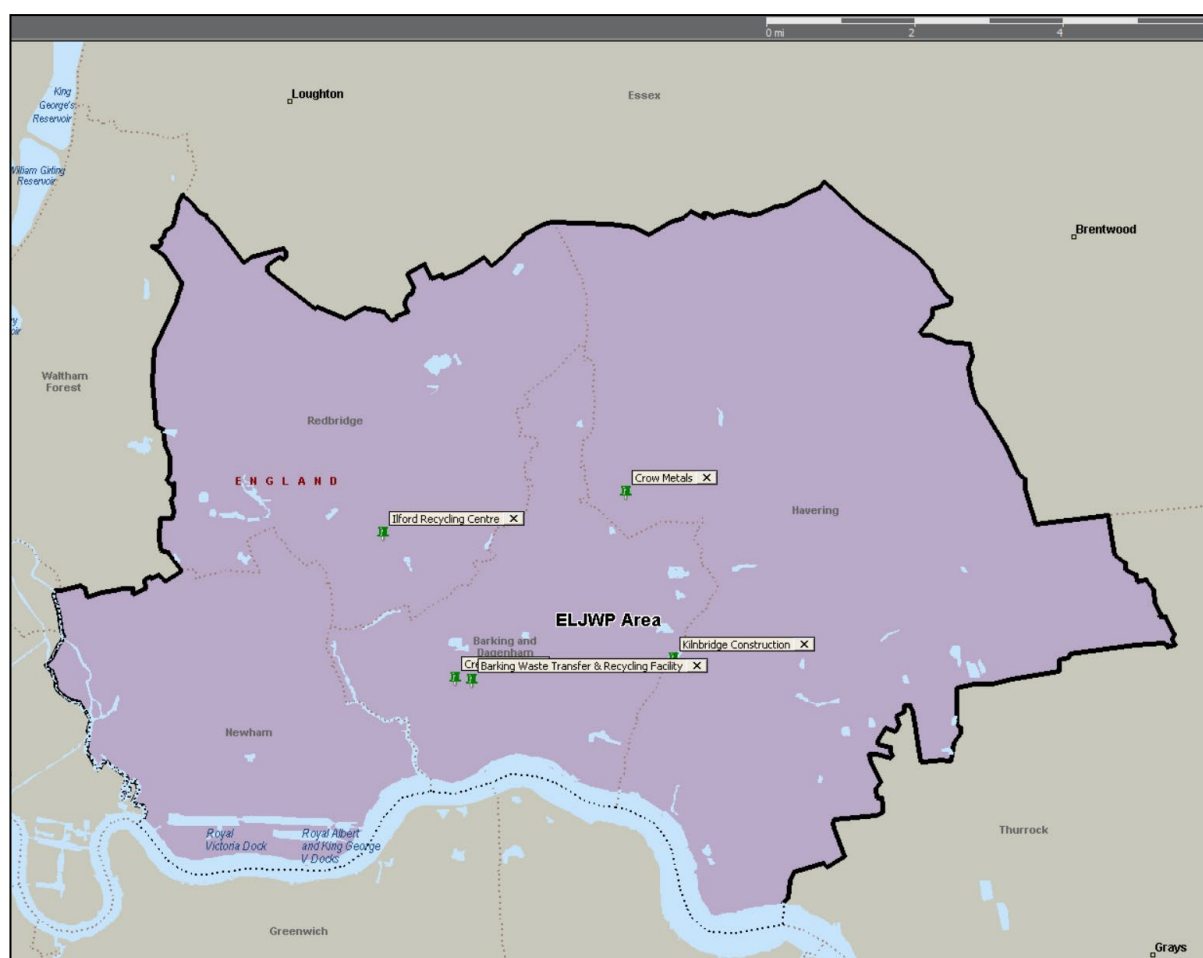 0 mi
2
4
King
George's
Reservoir
Loughton
Essex
William Girling
Reservoir
Brentwood
Waltham
Forest
Redbridge
ENGLAND
Crow Metals
Ilford Recycling Centre
Havering
ELJWP Area
Barking and
Dagenham
Kilnbridge Construction
Barking Waste Transfer & Recycling Facility
Newham
Royal
Victoria Dock
Royal Albert
and King George
V Docks
Thurrock
Greenwich
Grays